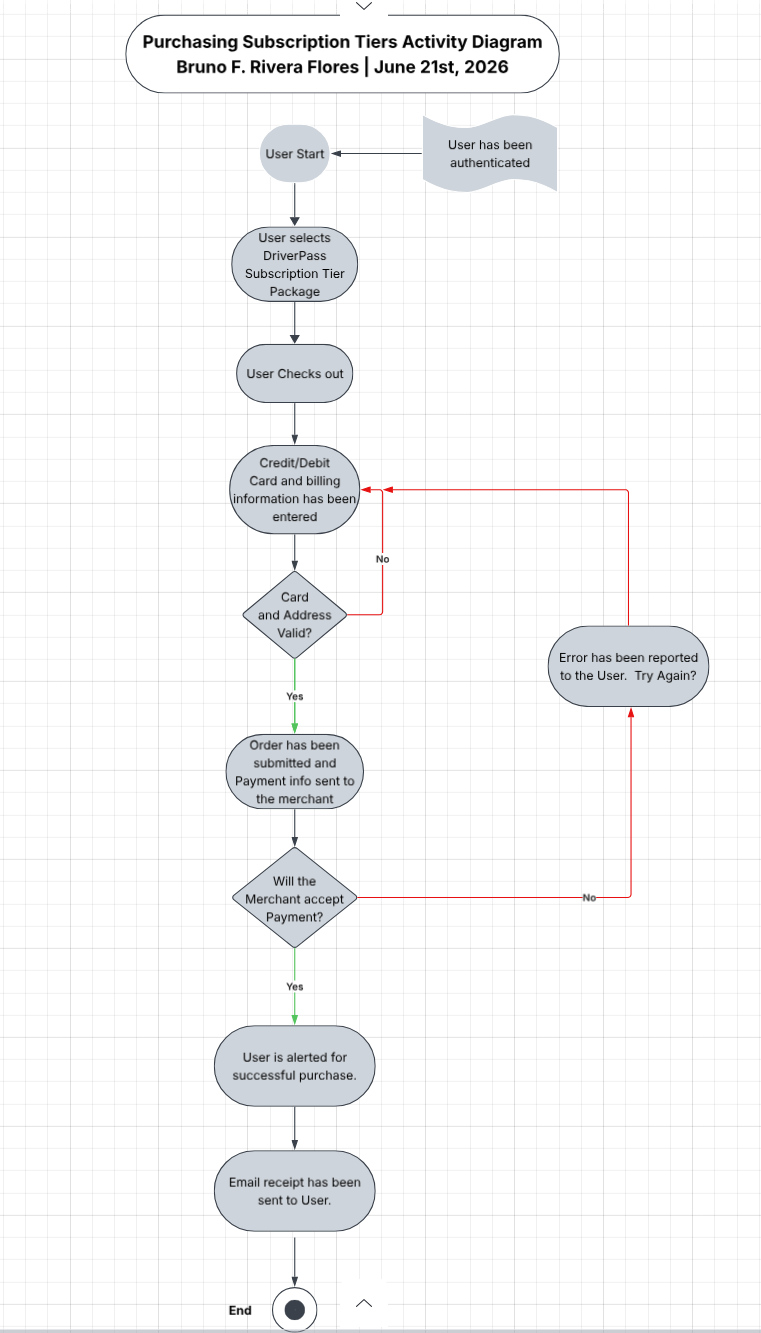 Purchasing Subscription Tiers Activity Diagram
Bruno F. Rivera Flores | June 21st, 2026
User Start
User has been
authenticated
User selects
DriverPass
Subscription Tier
Package
User Checks out
Credit/Debit
Card and billing
information has been
entered
No
Card
and Address
Valid?
Error has been reported
to the User.  Try Again?
Yes
Order has been
submitted and
Payment info sent to
the merchant
Will the
Merchant accept
Payment?
No
Yes
User is alerted for
successful purchase.
Email receipt has been
sent to User.
End